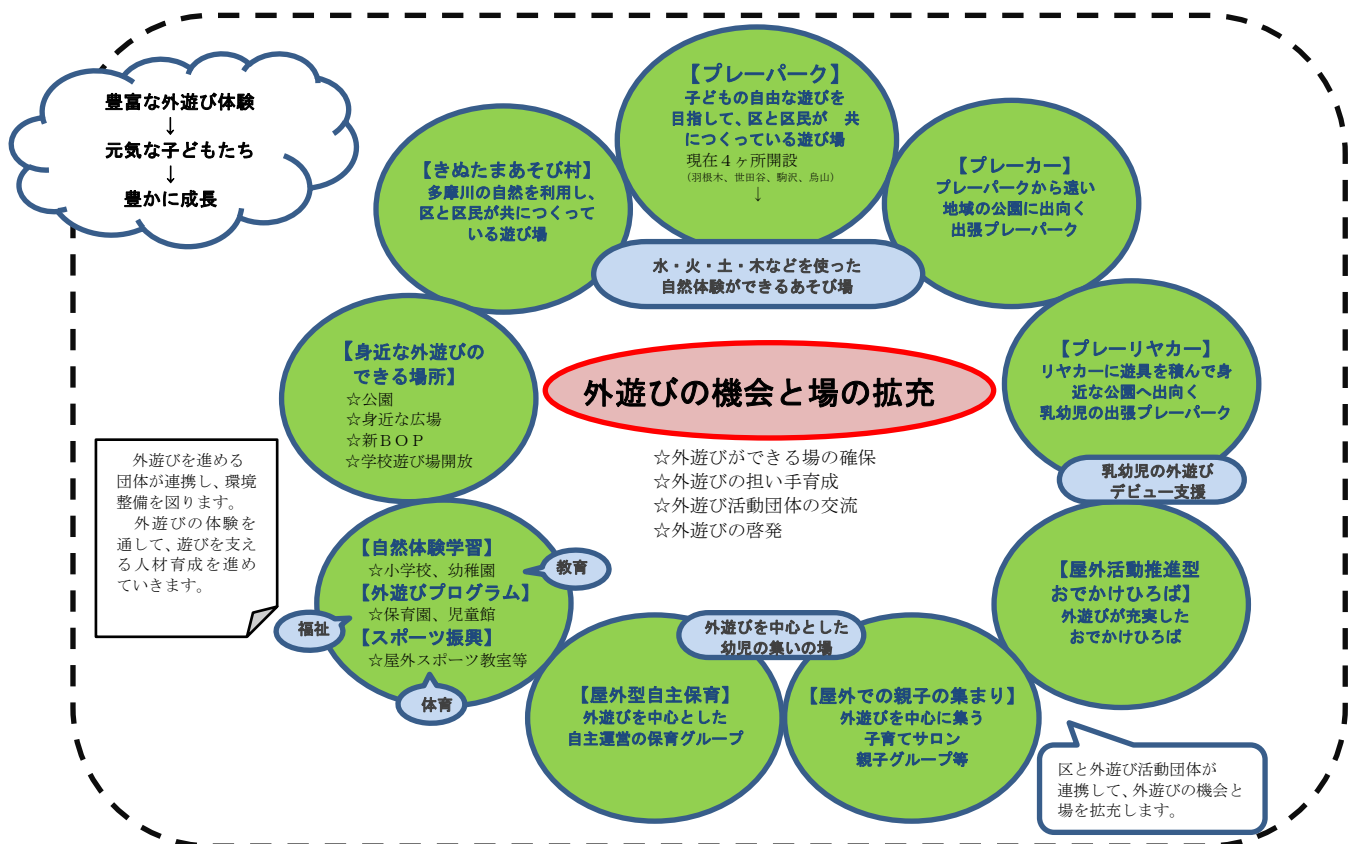 豊富な外遊び体験
↓
元気な子どもたち
↓
豊かに成長
【プレーパーク】
子どもの自由な遊びを
目指して、区と区民が　共
につくっている遊び場
現在４ヶ所開設
（羽根木、世田谷、駒沢、烏山）
↓
【きぬたまあそび村】
多摩川の自然を利用し、
区と区民が共につくって
いる遊び場
【プレーカー】
プレーパークから遠い
地域の公園に出向く
出張プレーパーク
水・火・土・木などを使った
自然体験ができるあそび場
【身近な外遊びの
できる場所】
☆公園
☆身近な広場
☆新ＢＯＰ
☆学校遊び場開放
外遊びの機会と場の拡充
☆外遊びができる場の確保
☆外遊びの担い手育成
☆外遊び活動団体の交流
☆外遊びの啓発
【プレーリヤカー】
リヤカーに遊具を積んで身
近な公園へ出向く
乳幼児の出張プレーパーク
乳幼児の外遊び
デビュー支援
外遊びを進める
団体が連携し、環境
整備を図ります。
外遊びの体験を
通して、遊びを支え
る人材育成を進め
ていきます。
【自然体験学習】
☆小学校、幼稚園
【外遊びプログラム】
☆保育園、児童館
【スポーツ振興】
☆屋外スポーツ教室等
教育
福祉
体育
外遊びを中心とした
幼児の集いの場
【屋外活動推進型
おでかけひろば】
外遊びが充実した
おでかけひろば
【屋外型自主保育】
外遊びを中心とした
自主運営の保育グループ
【屋外での親子の集まり】
外遊びを中心に集う
子育てサロン
親子グループ等
区と外遊び活動団体が
連携して、外遊びの機会と
場を拡充します。